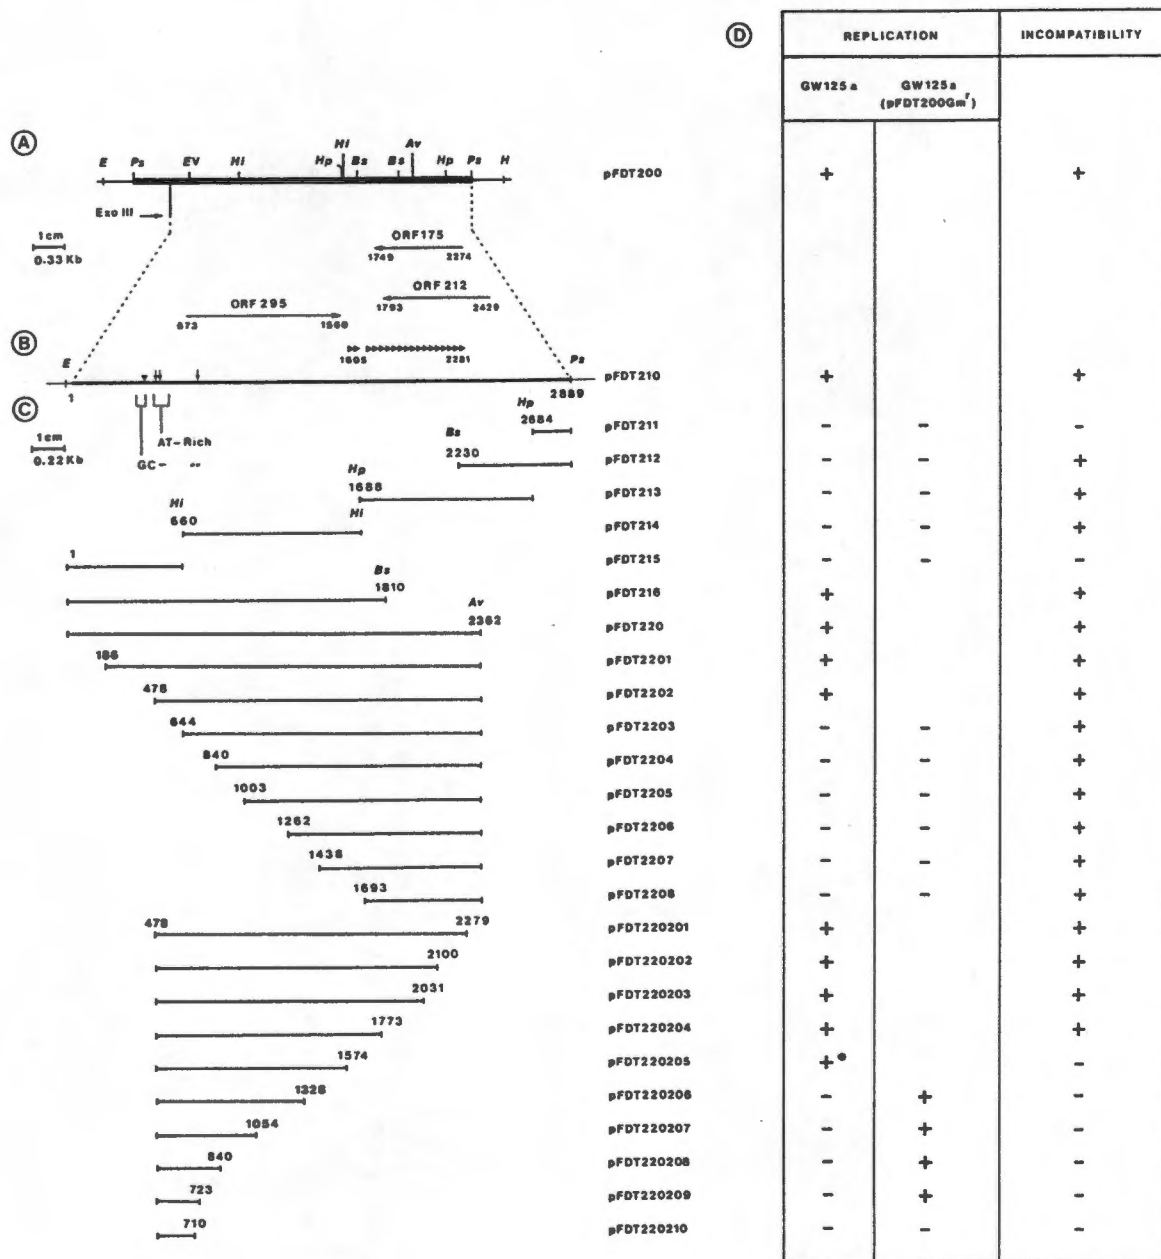 D
REPLICATION INCOMPATIBILITY
GW125a GW125a
(pFDT200Gmʳ)
A
E Ps EV Hi Hp Hi Bs Bs Av Hp Ps H
pFDT200 + +
Exo III
1cm
0.33Kb
ORF175
1749 2274
ORF 212
1793 2429
ORF 295
673 1560
B
1605 2281
E Ps
pFDT210 + +
1 2889
C
1cm
0.22Kb
AT-Rich
GC- "
Hp
2684
pFDT211 - - -
Bs
2230
pFDT212 - - +
Hp
1688
pFDT213 - - +
Hi Hi
660
pFDT214 - - +
1
pFDT215 - - -
Bs
1810
pFDT216 + +
Av
2362
pFDT220 + +
186
pFDT2201 + +
478
pFDT2202 + +
644
pFDT2203 - - +
840
pFDT2204 - - +
1003
pFDT2205 - - +
1262
pFDT2206 - - +
1438
pFDT2207 - - +
1693
pFDT2208 - - +
478 2279
pFDT220201 + +
2100
pFDT220202 + +
2031
pFDT220203 + +
1773
pFDT220204 + +
1574
pFDT220205 +* -
1328
pFDT220206 - + -
1054
pFDT220207 - + -
840
pFDT220208 - + -
723
pFDT220209 - + -
710
pFDT220210 - - -